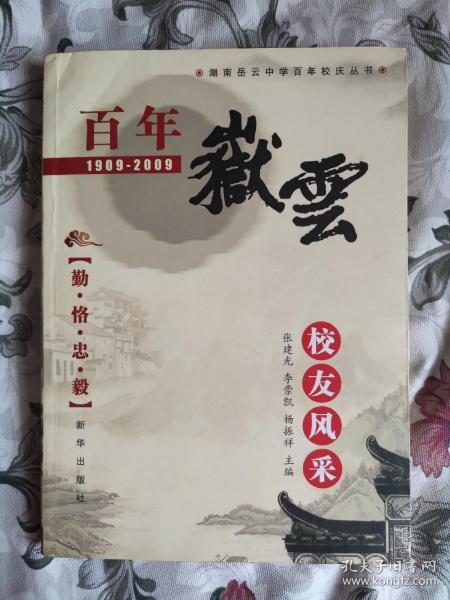 湖南岳云中学百年校庆丛书
百年
1909-2009
嶽雲
【勤·恪·忠·毅】
校友风采
张建光 李崇凯 杨振祥 主编
新华出版社
孔夫子旧书网
www.kongfz.com